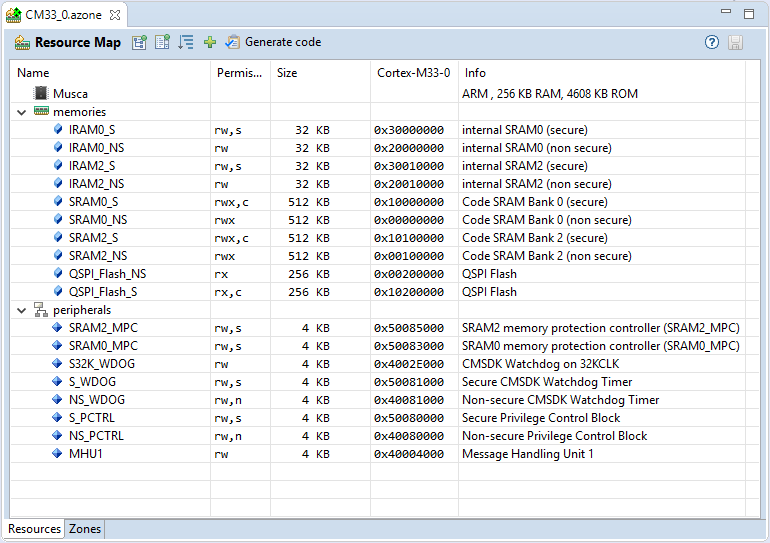 CM33_0.azone
Resource Map Generate code
Name Permis... Size Cortex-M33-0 Info
Musca ARM , 256 KB RAM, 4608 KB ROM
memories
IRAM0_S rw,s 32 KB 0x30000000 internal SRAM0 (secure)
IRAM0_NS rw 32 KB 0x20000000 internal SRAM0 (non secure)
IRAM2_S rw,s 32 KB 0x30010000 internal SRAM2 (secure)
IRAM2_NS rw 32 KB 0x20010000 internal SRAM2 (non secure)
SRAM0_S rwx,c 512 KB 0x10000000 Code SRAM Bank 0 (secure)
SRAM0_NS rwx 512 KB 0x00000000 Code SRAM Bank 0 (non secure)
SRAM2_S rwx,c 512 KB 0x10100000 Code SRAM Bank 2 (secure)
SRAM2_NS rwx 512 KB 0x00100000 Code SRAM Bank 2 (non secure)
QSPI_Flash_NS rx 256 KB 0x00200000 QSPI Flash
QSPI_Flash_S rx,c 256 KB 0x10200000 QSPI Flash
peripherals
SRAM2_MPC rw,s 4 KB 0x50085000 SRAM2 memory protection controller (SRAM2_MPC)
SRAM0_MPC rw,s 4 KB 0x50083000 SRAM0 memory protection controller (SRAM0_MPC)
S32K_WDOG rw 4 KB 0x4002E000 CMSDK Watchdog on 32KCLK
S_WDOG rw,s 4 KB 0x50081000 Secure CMSDK Watchdog Timer
NS_WDOG rw,n 4 KB 0x40081000 Non-secure CMSDK Watchdog Timer
S_PCTRL rw,s 4 KB 0x50080000 Secure Privilege Control Block
NS_PCTRL rw,n 4 KB 0x40080000 Non-secure Privilege Control Block
MHU1 rw 4 KB 0x40004000 Message Handling Unit 1
Resources Zones